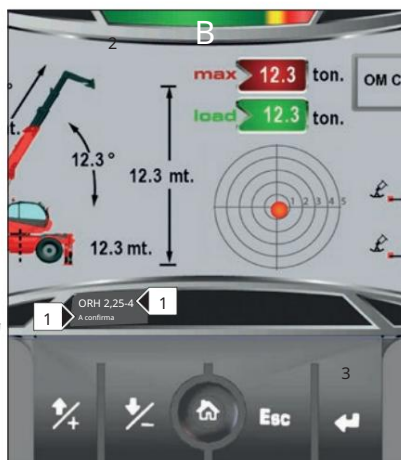 B
2
max 12.3 ton.
OM C
load 12.3 ton.
t.
12.3°
12.3 mt.
1 2 3 4 5
12.3 mt.
ORH 2,25-4
1
1
A confirma
3
+
-
Esc